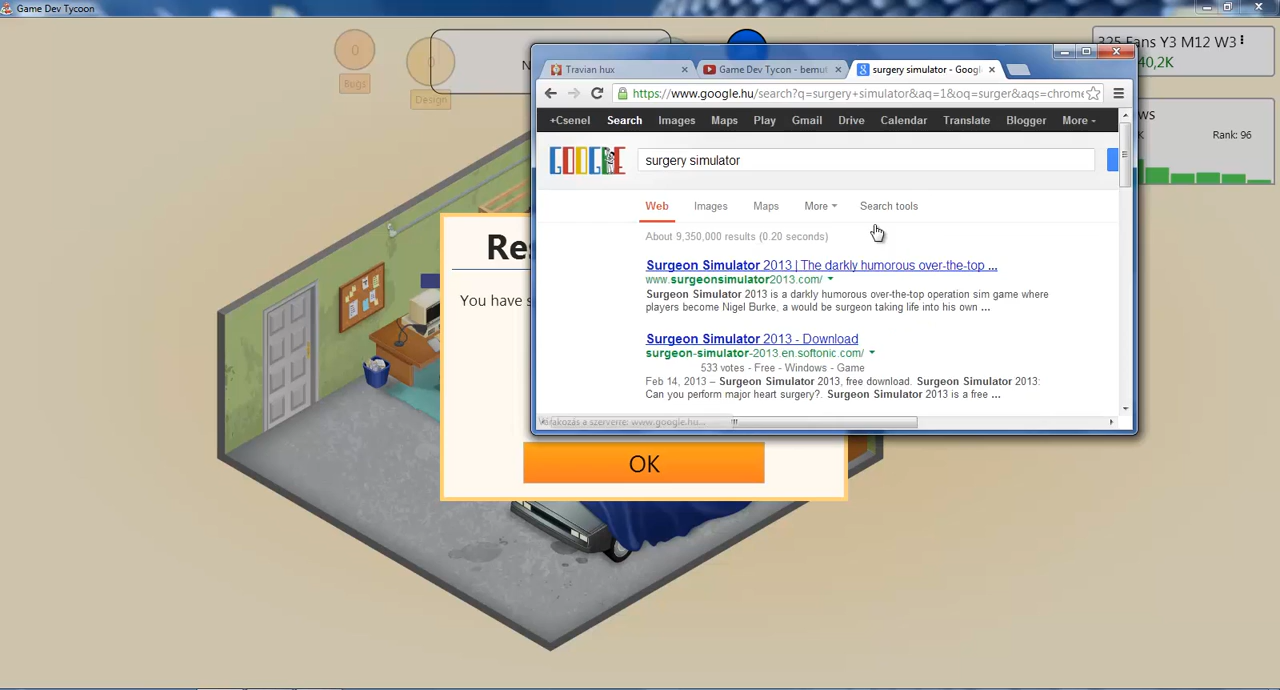 Game Dev Tycoon
0
Bugs
Design
325 Fans Y3 M12 W3
40,2K
Rank: 96
Travian hux
Game Dev Tycon - bemut
surgery simulator - Googl
https://www.google.hu/search?q=surgery+simulator&aq=1&oq=surger&aqs=chrome
+Csenel Search Images Maps Play Gmail Drive Calendar Translate Blogger More
GOOGLE
surgery simulator
Web Images Maps More Search tools
About 9,350,000 results (0.20 seconds)
Surgeon Simulator 2013 | The darkly humorous over-the-top ...
www.surgeonsimulator2013.com/
Surgeon Simulator 2013 is a darkly humorous over-the-top operation sim game where
players become Nigel Burke, a would be surgeon taking life into his own ...
Surgeon Simulator 2013 - Download
surgeon-simulator-2013.en.softonic.com/
533 votes - Free - Windows - Game
Feb 14, 2013 – Surgeon Simulator 2013, free download. Surgeon Simulator 2013:
Can you perform major heart surgery?. Surgeon Simulator 2013 is a free ...
You have
OK